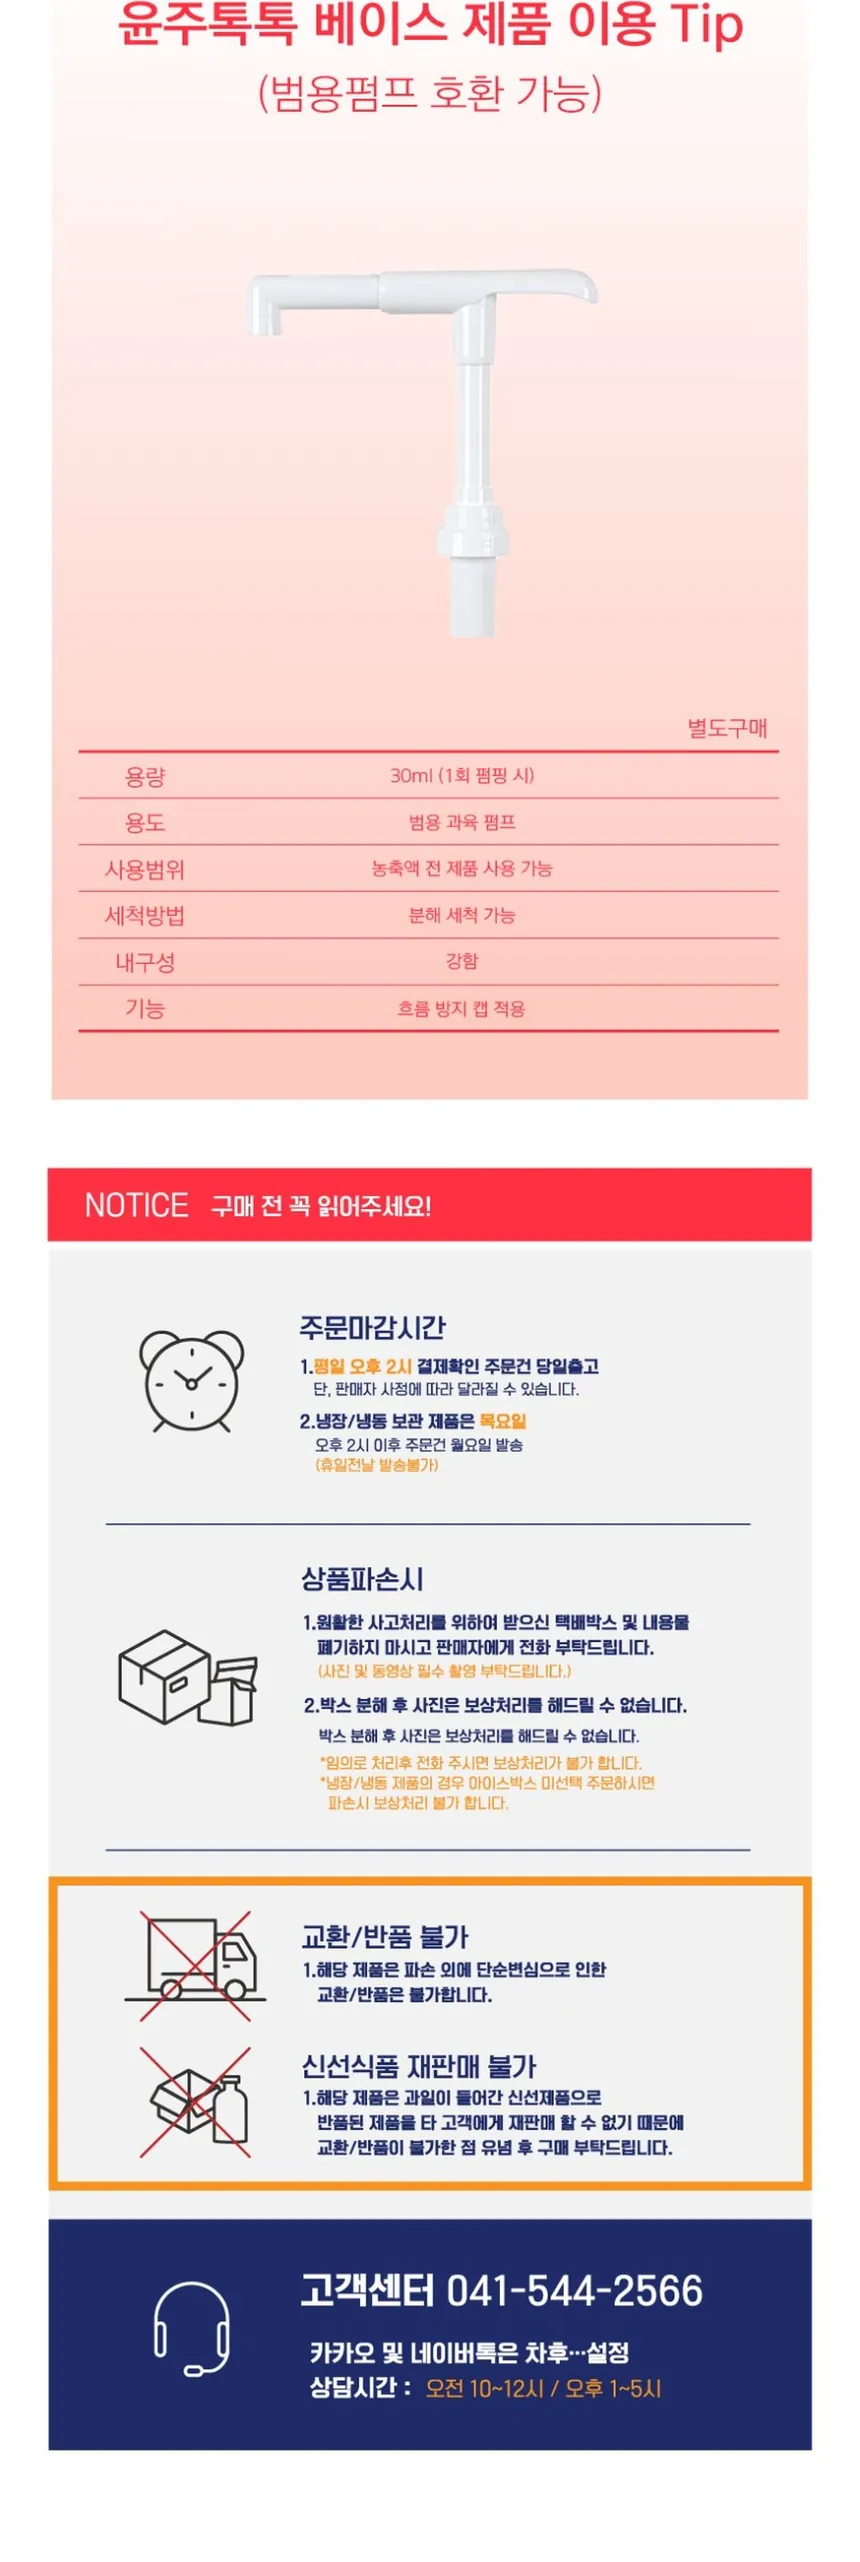 윤주톡톡 베이스 제품 이용 Tip
(범용펌프 호환 가능)
별도구매
용량 30ml (1회 펌핑 시)
용도 범용 과육 펌프
사용범위 농축액 전 제품 사용 가능
세척방법 분해 세척 가능
내구성 강함
기능 흐름 방지 캡 적용
NOTICE 구매 전 꼭 읽어주세요!
주문마감시간
1.평일 오후 2시 결제확인 주문건 당일출고
단, 판매자 사정에 따라 달라질 수 있습니다.
2.냉장/냉동 보관 제품은 목요일
오후 2시 이후 주문건 월요일 발송
(휴일전날 발송불가)
상품파손시
1.원활한 사고처리를 위하여 받으신 택배박스 및 내용물
폐기하지 마시고 판매자에게 전화 부탁드립니다.
(사진 및 동영상 필수 촬영 부탁드립니다.)
2.박스 분해 후 사진은 보상처리를 해드릴 수 없습니다.
박스 분해 후 사진은 보상처리를 해드릴 수 없습니다.
*임의로 처리후 전화 주시면 보상처리가 불가 합니다.
*냉장/냉동 제품의 경우 아이스박스 미선택 주문하시면
파손시 보상처리 불가 합니다.
교환/반품 불가
1.해당 제품은 파손 외에 단순변심으로 인한
교환/반품은 불가합니다.
신선식품 재판매 불가
1.해당 제품은 과일이 들어간 신선제품으로
반품된 제품을 타 고객에게 재판매 할 수 없기 때문에
교환/반품이 불가한 점 유념 후 구매 부탁드립니다.
고객센터 041-544-2566
카카오 및 네이버톡은 차후···설정
상담시간 : 오전 10~12시 / 오후 1~5시